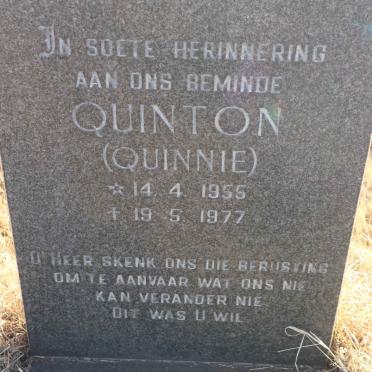 In SOETE HERINNERING
AAN ONS BEMINDE
QUINTON
(QUINNIE)
☆ 14. 4. 1955
✝ 19. 5. 1977
O' HEER SKENK ONS DIE BERUSTING
OM TE AANVAAR WAT ONS NIE
KAN VERANDER NIE
DIT WAS U WIL